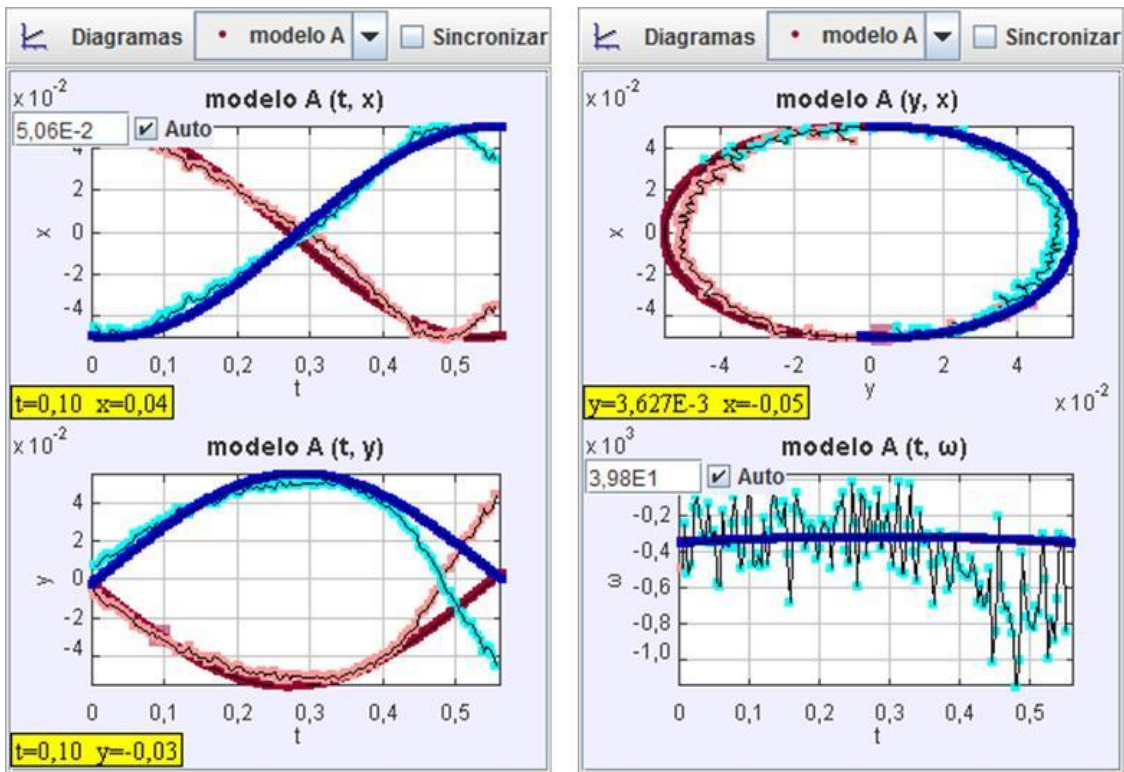 Diagramas modelo A Sincronizar
x 10⁻² modelo A (t, x)
5,06E-2 Auto
4
2
0
-2
-4
x
0 0,1 0,2 0,3 0,4 0,5
t
t=0,10 x=0,04
x 10⁻² modelo A (t, y)
4
2
0
-2
-4
y
0 0,1 0,2 0,3 0,4 0,5
t
t=0,10 y=-0,03
Diagramas modelo A Sincronizar
x 10⁻² modelo A (y, x)
4
2
0
-2
-4
x
-4 -2 0 2 4
y
x 10⁻²
y=3,627E-3 x=-0,05
x 10³ modelo A (t, ω)
3,98E1 Auto
-0,2
-0,4
-0,6
-0,8
-1,0
ω
0 0,1 0,2 0,3 0,4 0,5
t